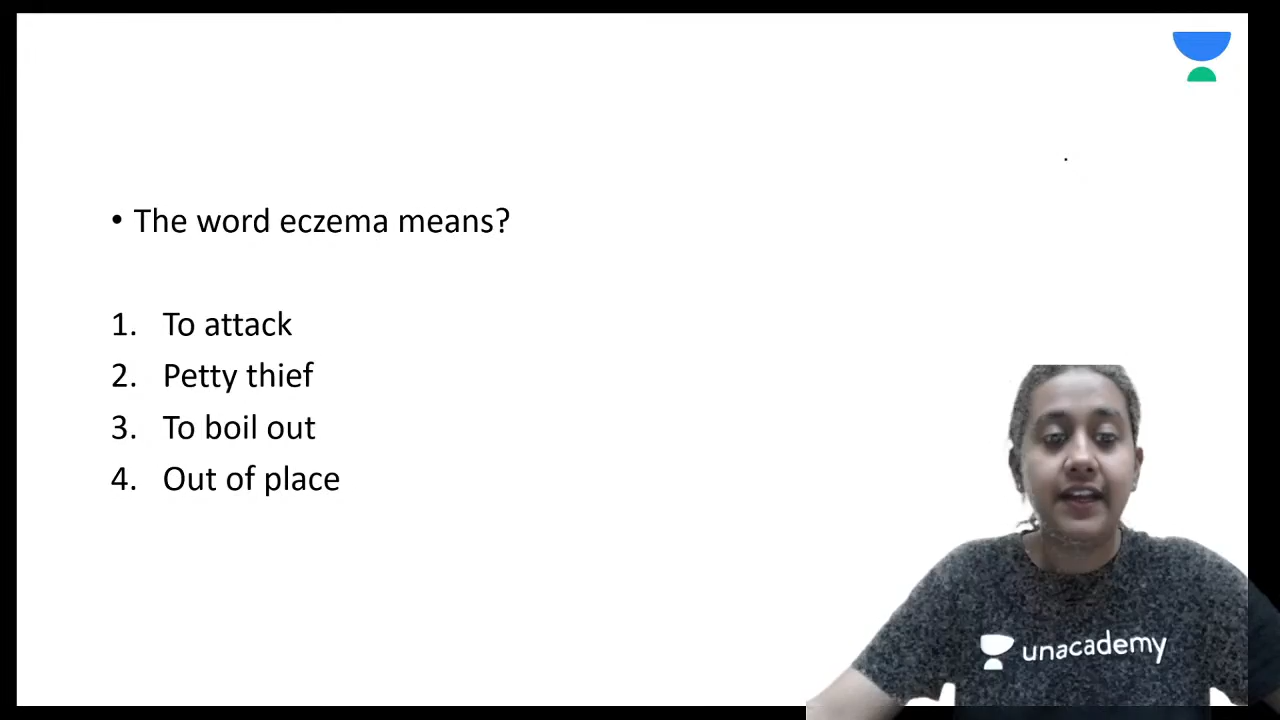 • The word eczema means?
1. To attack
2. Petty thief
3. To boil out
4. Out of place
unacademy